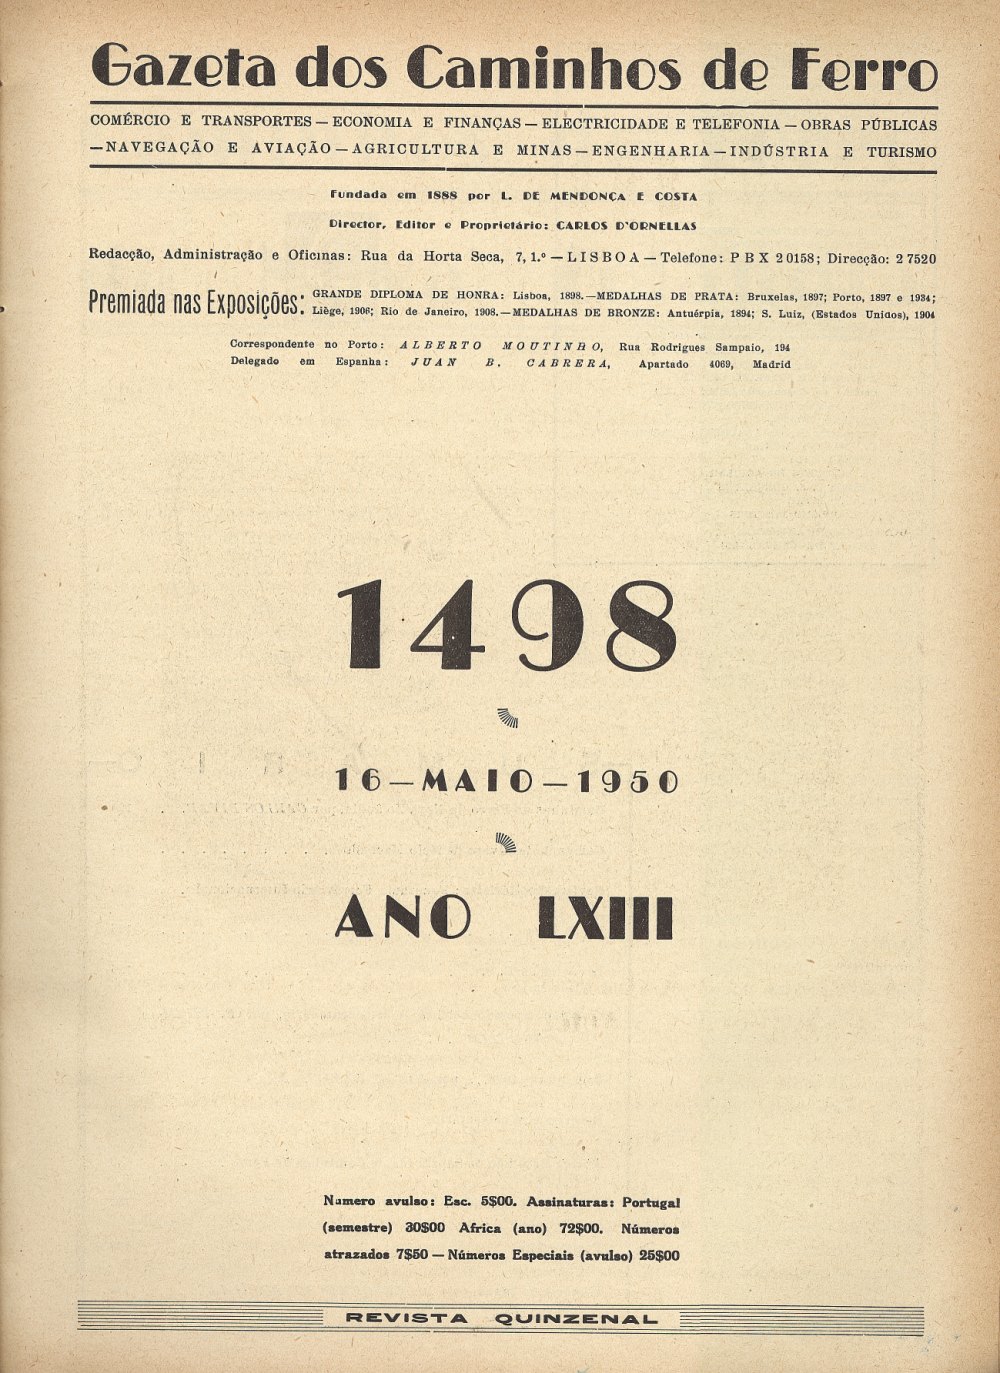 Gazeta dos Caminhos de Ferro
COMÉRCIO E TRANSPORTES — ECONOMIA E FINANÇAS — ELECTRICIDADE E TELEFONIA — OBRAS PÚBLICAS
— NAVEGAÇÃO E AVIAÇÃO — AGRICULTURA E MINAS — ENGENHARIA — INDÚSTRIA E TURISMO
Fundada em 1888 por L. DE MENDONÇA E COSTA
Director, Editor e Proprietário: CARLOS D'ORNELLAS
Redacção, Administração e Oficinas: Rua da Horta Seca, 7, 1.º — LISBOA — Telefone: P B X 2 0158; Direcção: 2 7520
Premiada nas Exposições:
GRANDE DIPLOMA DE HONRA: Lisboa, 1898. — MEDALHAS DE PRATA: Bruxelas, 1897; Porto, 1897 e 1934;
Liège, 1906; Rio de Janeiro, 1908. — MEDALHAS DE BRONZE: Antuérpia, 1894; S. Luiz, (Estados Unidos), 1904
Correspondente no Porto: ALBERTO MOUTINHO, Rua Rodrigues Sampaio, 194
Delegado em Espanha: JUAN B. CABRERA, Apartado 4069, Madrid
1498
16 — MAIO — 1950
ANO LXIII
Numero avulso: Esc. 5$00. Assinaturas: Portugal
(semestre) 30$00 Africa (ano) 72$00. Números
atrazados 7$50 — Números Especiais (avulso) 25$00
REVISTA QUINZENAL